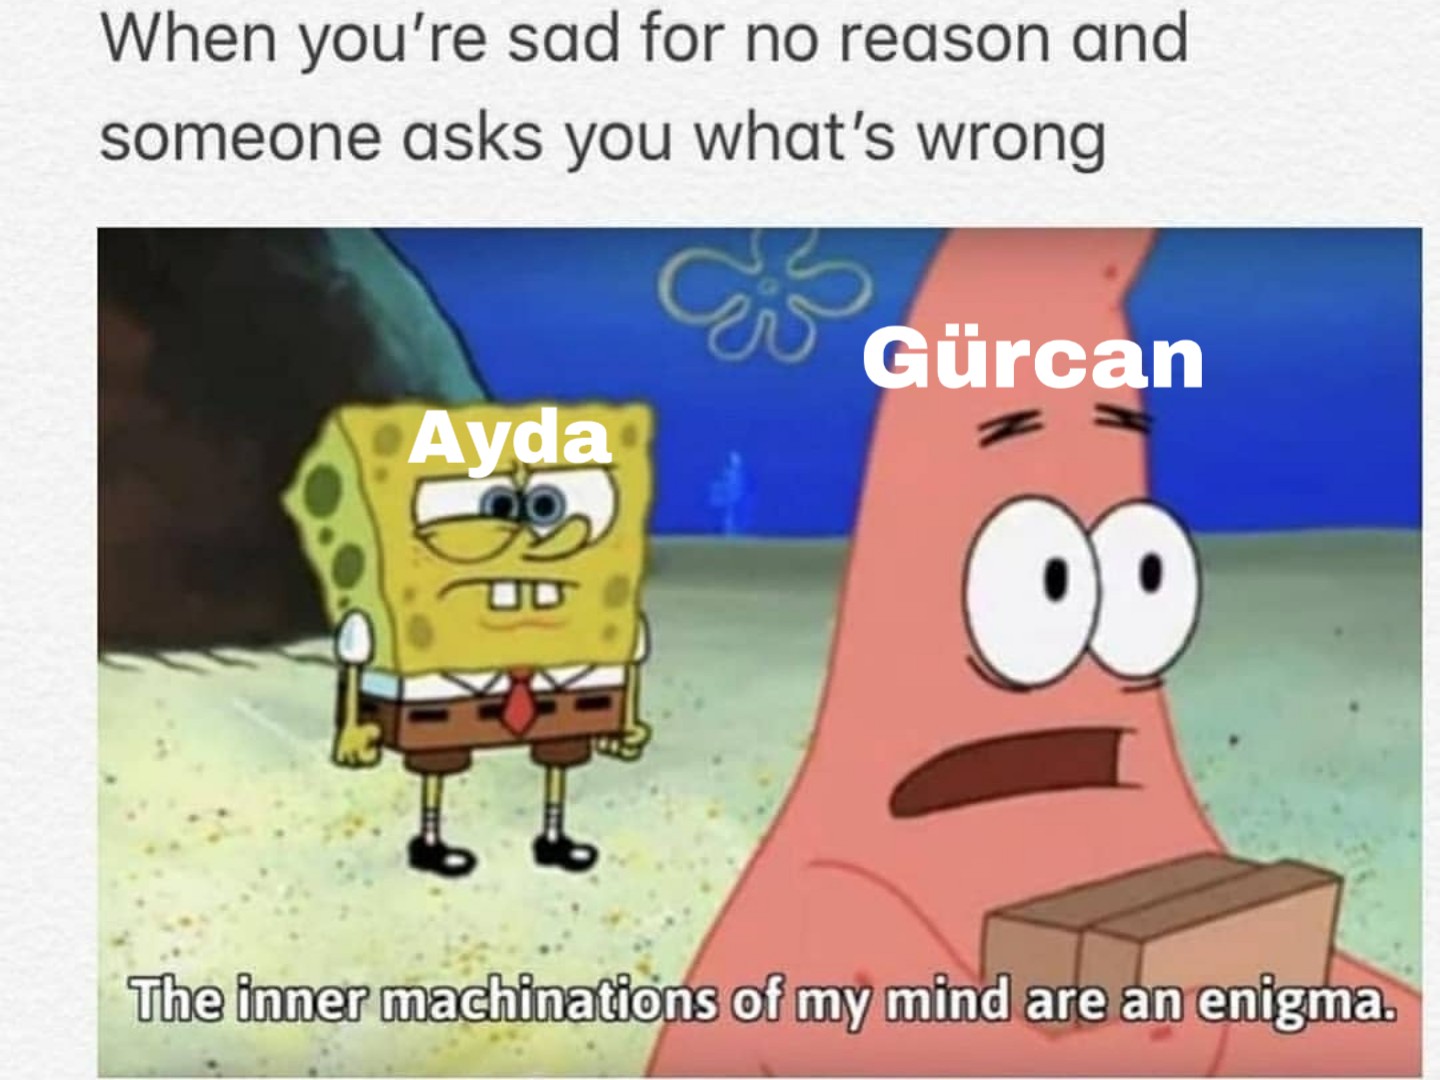 When you're sad for no reason and
someone asks you what's wrong
Gürcan
Ayda
The inner machinations of my mind are an enigma.